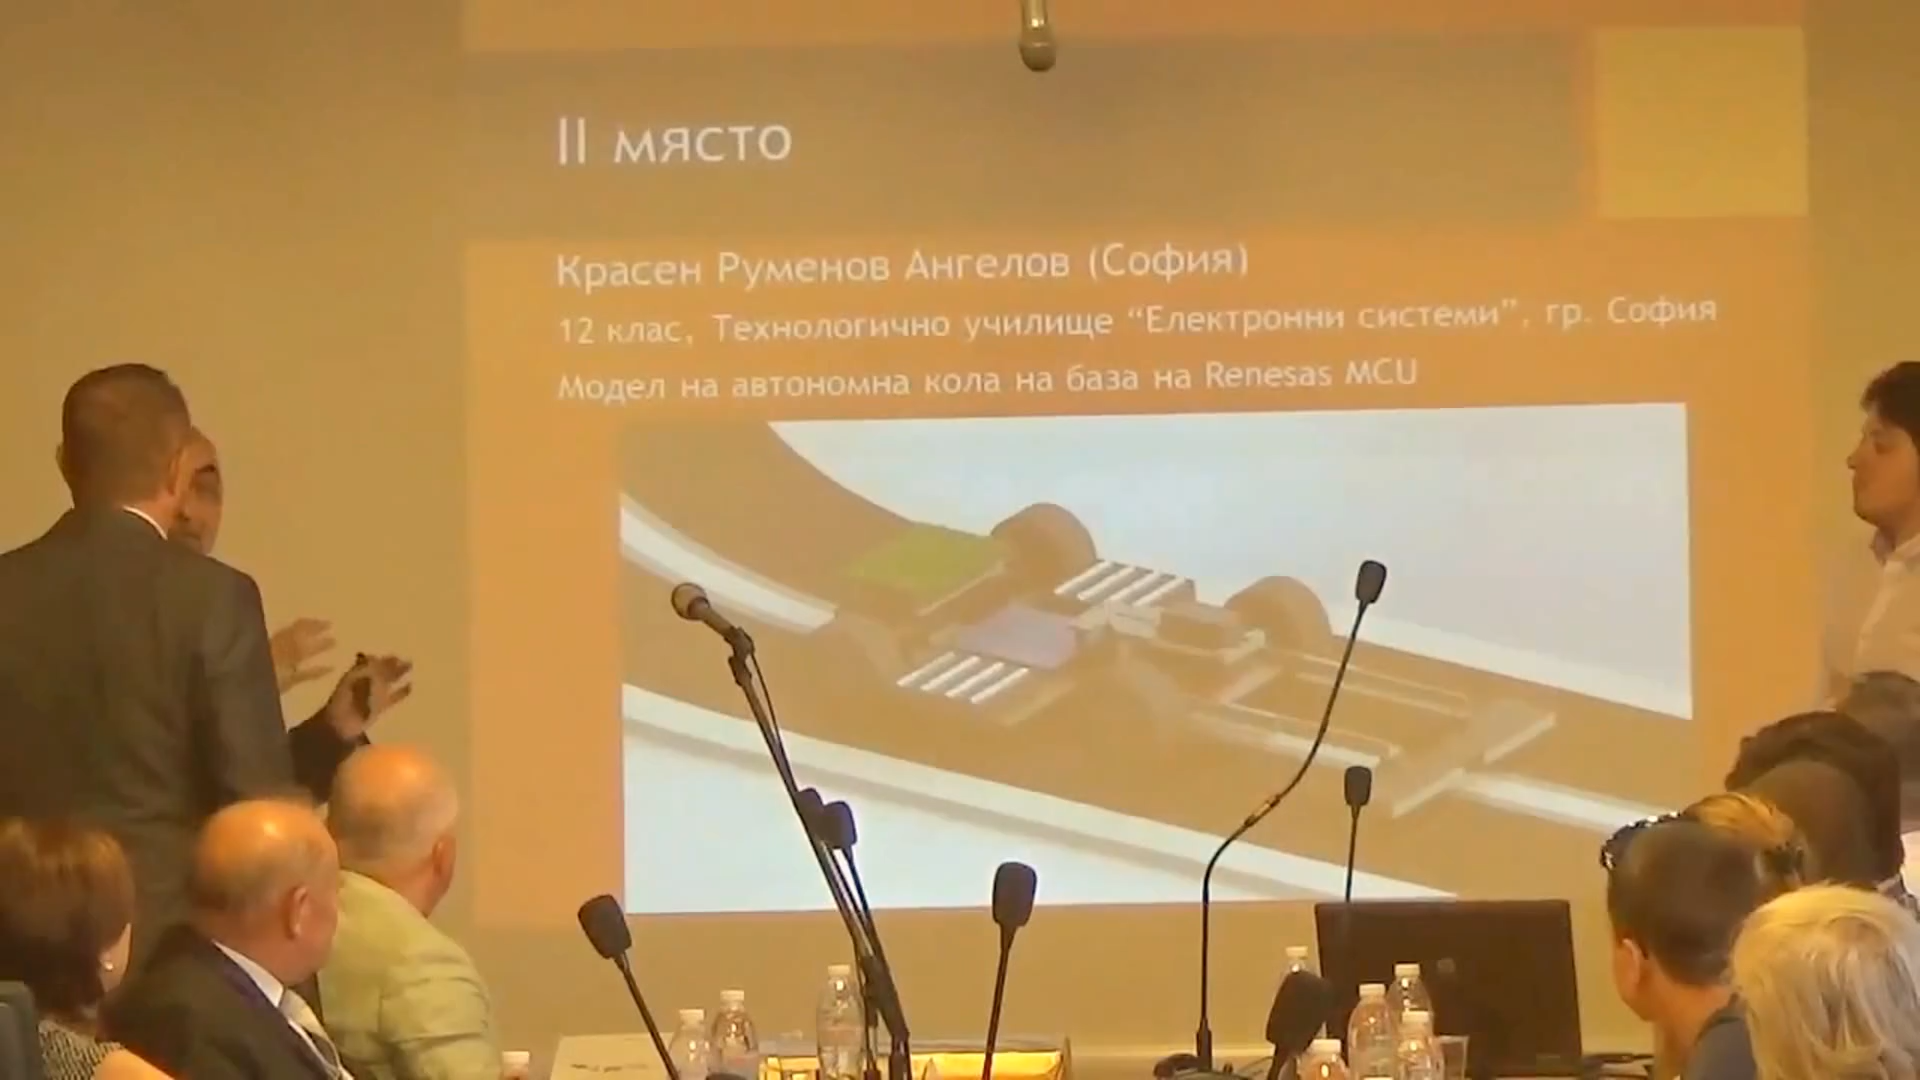 II място
Красен Руменов Ангелов (София)
12 клас, Технологично училище “Електронни системи”, гр. София
Модел на автономна кола на база на Renesas MCU